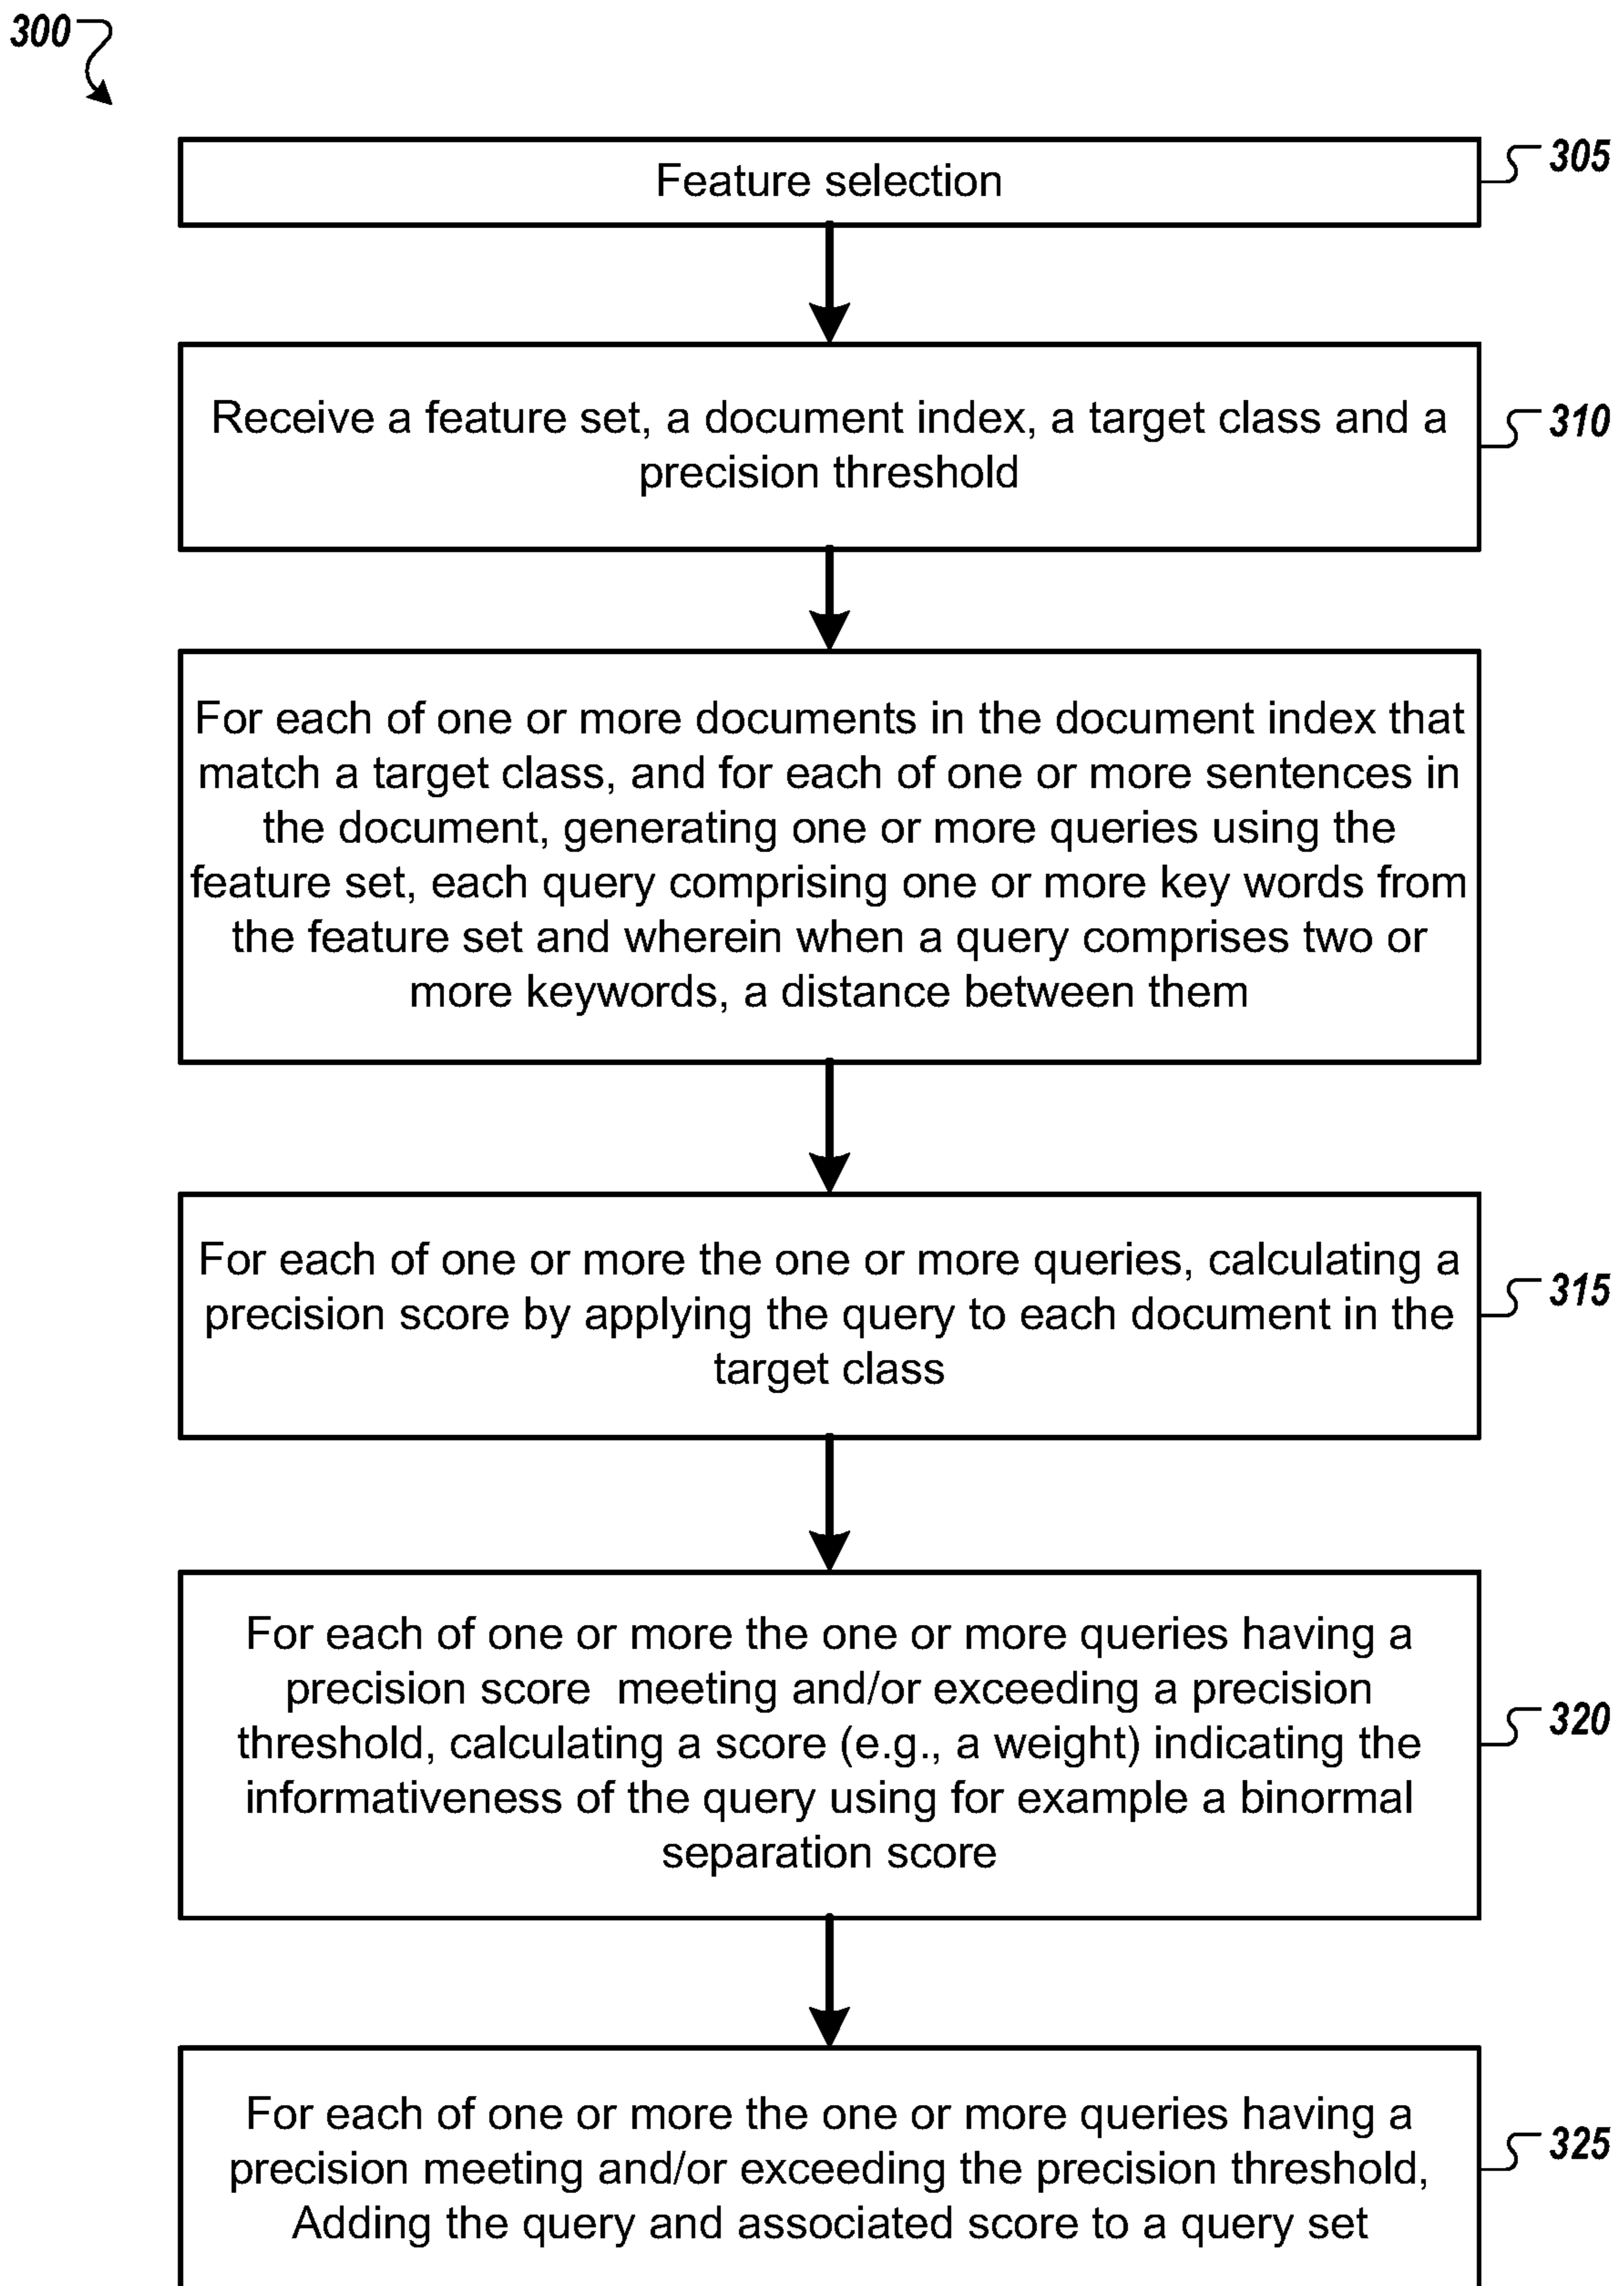 300
Feature selection
305
Receive a feature set, a document index, a target class and a
precision threshold
310
For each of one or more documents in the document index that
match a target class, and for each of one or more sentences in
the document, generating one or more queries using the
feature set, each query comprising one or more key words from
the feature set and wherein when a query comprises two or
more keywords, a distance between them
For each of one or more the one or more queries, calculating a
precision score by applying the query to each document in the
target class
315
For each of one or more the one or more queries having a
precision score meeting and/or exceeding a precision
threshold, calculating a score (e.g., a weight) indicating the
informativeness of the query using for example a binormal
separation score
320
For each of one or more the one or more queries having a
precision meeting and/or exceeding the precision threshold,
Adding the query and associated score to a query set
325